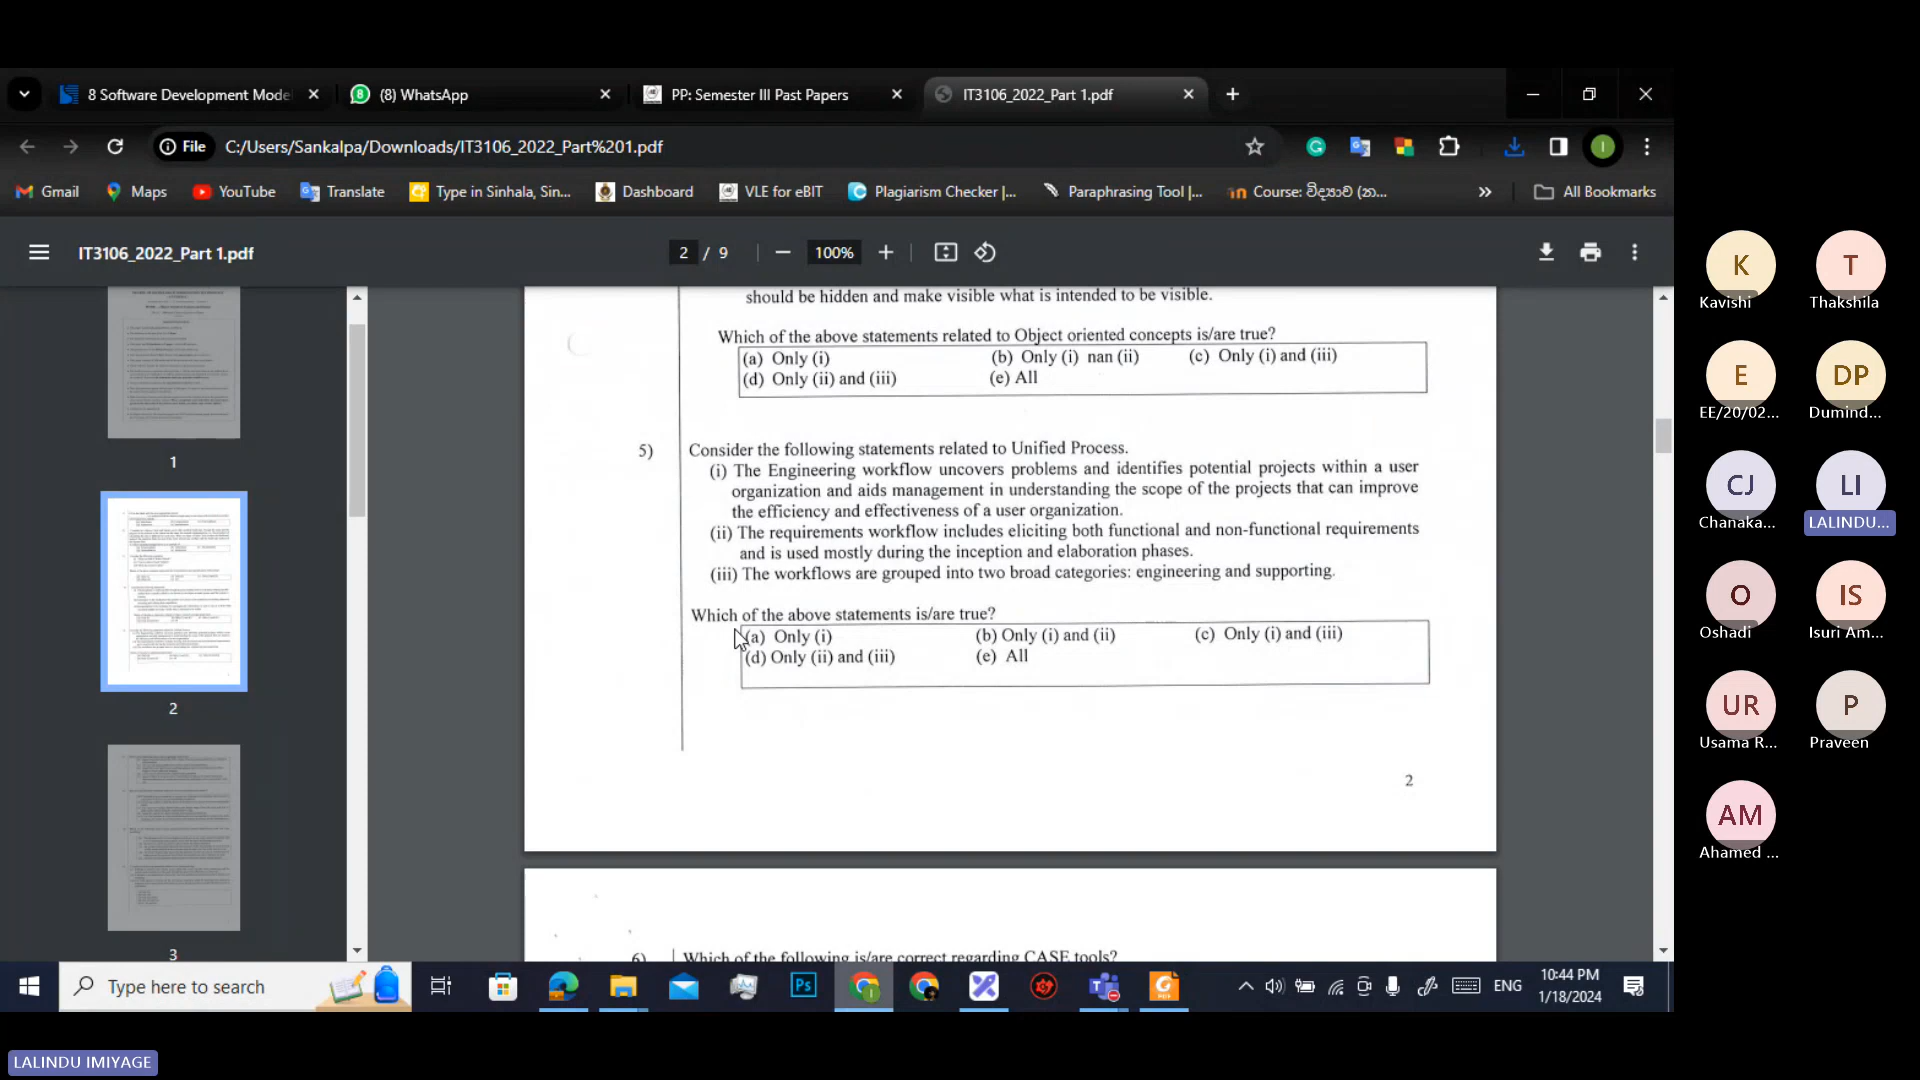 8 Software Development Mode
(8) WhatsApp
PP: Semester III Past Papers
IT3106_2022_Part 1.pdf
File
C:/Users/Sankalpa/Downloads/IT3106_2022_Part%201.pdf
Gmail
Maps
YouTube
Translate
Type in Sinhala, Sin...
Dashboard
VLE for eBIT
Plagiarism Checker |...
Paraphrasing Tool |...
Course: විද්‍යාව (ක...
All Bookmarks
IT3106_2022_Part 1.pdf
2 / 9
100%
1
2
3
should be hidden and make visible what is intended to be visible.
Which of the above statements related to Object oriented concepts is/are true?
(a) Only (i) (b) Only (i) nan (ii) (c) Only (i) and (iii)
(d) Only (ii) and (iii) (e) All
5) Consider the following statements related to Unified Process.
(i) The Engineering workflow uncovers problems and identifies potential projects within a user
organization and aids management in understanding the scope of the projects that can improve
the efficiency and effectiveness of a user organization.
(ii) The requirements workflow includes eliciting both functional and non-functional requirements
and is used mostly during the inception and elaboration phases.
(iii) The workflows are grouped into two broad categories: engineering and supporting.
Which of the above statements is/are true?
(a) Only (i) (b) Only (i) and (ii) (c) Only (i) and (iii)
(d) Only (ii) and (iii) (e) All
2
6) Which of the following is/are correct regarding CASE tools?
K
Kavishi
T
Thakshila
E
EE/20/02...
DP
Dumind...
CJ
Chanaka...
LI
LALINDU...
O
Oshadi
IS
Isuri Am...
UR
Usama R...
P
Praveen
AM
Ahamed ...
Type here to search
Ps
ENG
10:44 PM
1/18/2024
LALINDU IMIYAGE